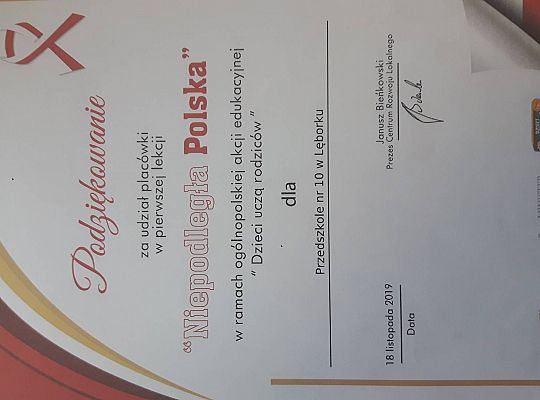 Podziękowanie
za udział placówki
w pierwszej lekcji
“Niepodległa Polska”
w ramach ogólnopolskiej akcji edukacyjnej
” Dzieci uczą rodziców ”
dla
Przedszkole nr 10 w Lęborku
18 listopada 2019
Data
Janusz Bieńkowski
Prezes Centrum Rozwoju Lokalnego